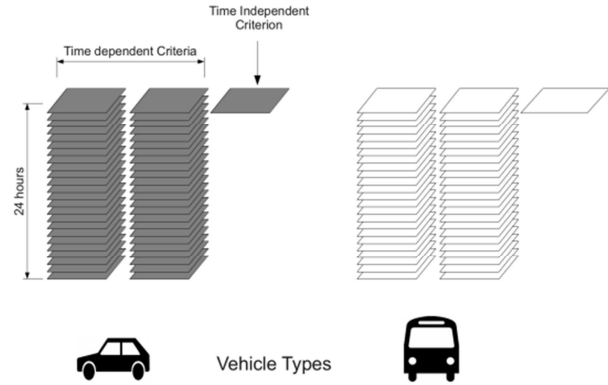 Time Independent
Criterion
Time dependent Criteria
24 hours
Vehicle Types